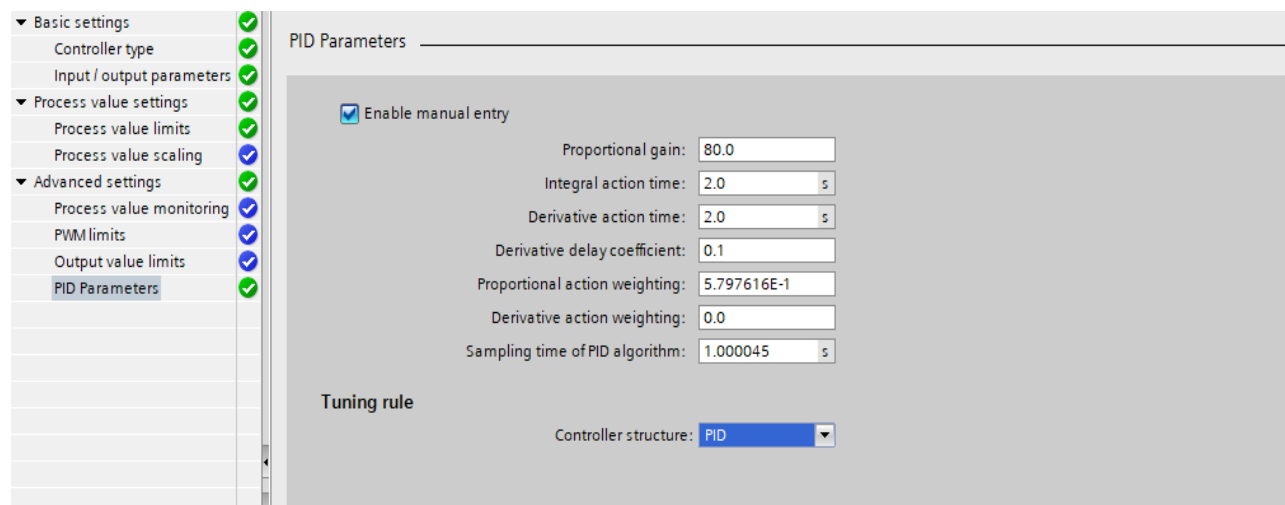 Basic settings
Controller type
Input / output parameters
Process value settings
Process value limits
Process value scaling
Advanced settings
Process value monitoring
PWM limits
Output value limits
PID Parameters
PID Parameters
Enable manual entry
Proportional gain: 80.0
Integral action time: 2.0 s
Derivative action time: 2.0 s
Derivative delay coefficient: 0.1
Proportional action weighting: 5.797616E-1
Derivative action weighting: 0.0
Sampling time of PID algorithm: 1.000045 s
Tuning rule
Controller structure: PID